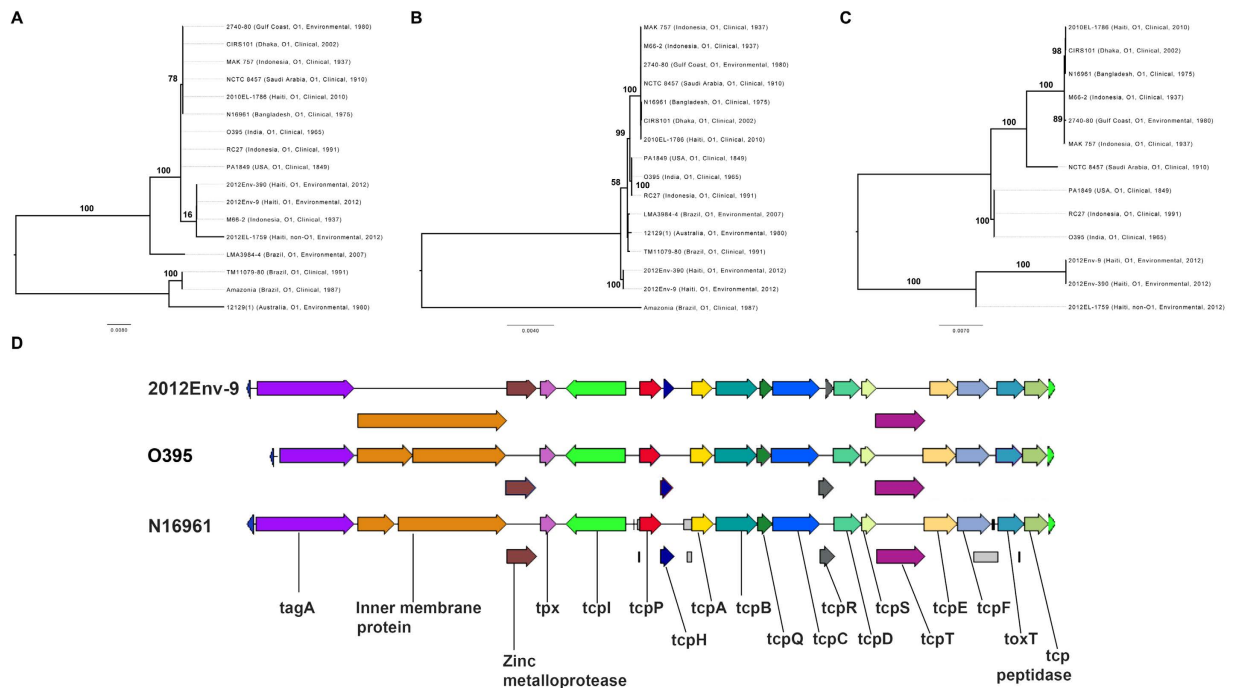 A
2740-80 (Gulf Coast, O1, Environmental, 1980)
CIRS101 (Dhaka, O1, Clinical, 2002)
MAK 757 (Indonesia, O1, Clinical, 1937)
78
NCTC 8457 (Saudi Arabia, O1, Clinical, 1910)
2010EL-1786 (Haiti, O1, Clinical, 2010)
N16961 (Bangladesh, O1, Clinical, 1975)
O395 (India, O1, Clinical, 1965)
RC27 (Indonesia, O1, Clinical, 1991)
100
PA1849 (USA, O1, Clinical, 1849)
2012Env-390 (Haiti, O1, Environmental, 2012)
100
2012Env-9 (Haiti, O1, Environmental, 2012)
16
M66-2 (Indonesia, O1, Clinical, 1937)
2012EL-1759 (Haiti, non-O1, Environmental, 2012)
LMA3984-4 (Brazil, O1, Environmental, 2007)
100
TM11079-80 (Brazil, O1, Clinical, 1991)
Amazonia (Brazil, O1, Clinical, 1987)
12129(1) (Australia, O1, Environmental, 1980)
0.0080
B
MAK 757 (Indonesia, O1, Clinical, 1937)
M66-2 (Indonesia, O1, Clinical, 1937)
2740-80 (Gulf Coast, O1, Environmental, 1980)
100
NCTC 8457 (Saudi Arabia, O1, Clinical, 1910)
N16961 (Bangladesh, O1, Clinical, 1975)
CIRS101 (Dhaka, O1, Clinical, 2002)
99
2010EL-1786 (Haiti, O1, Clinical, 2010)
PA1849 (USA, O1, Clinical, 1849)
58
O395 (India, O1, Clinical, 1965)
100
RC27 (Indonesia, O1, Clinical, 1991)
LMA3984-4 (Brazil, O1, Environmental, 2007)
12129(1) (Australia, O1, Environmental, 1980)
TM11079-80 (Brazil, O1, Clinical, 1991)
2012Env-390 (Haiti, O1, Environmental, 2012)
100
2012Env-9 (Haiti, O1, Environmental, 2012)
Amazonia (Brazil, O1, Clinical, 1987)
0.0040
C
2010EL-1786 (Haiti, O1, Clinical, 2010)
98
CIRS101 (Dhaka, O1, Clinical, 2002)
N16961 (Bangladesh, O1, Clinical, 1975)
100
M66-2 (Indonesia, O1, Clinical, 1937)
89
2740-80 (Gulf Coast, O1, Environmental, 1980)
100
MAK 757 (Indonesia, O1, Clinical, 1937)
NCTC 8457 (Saudi Arabia, O1, Clinical, 1910)
PA1849 (USA, O1, Clinical, 1849)
RC27 (Indonesia, O1, Clinical, 1991)
100
O395 (India, O1, Clinical, 1965)
2012Env-9 (Haiti, O1, Environmental, 2012)
100
2012Env-390 (Haiti, O1, Environmental, 2012)
100
2012EL-1759 (Haiti, non-O1, Environmental, 2012)
0.0070
D
2012Env-9
O395
N16961
tagA
Inner membrane
protein
Zinc
metalloprotease
tpx
tcpI
tcpP
tcpH
tcpA
tcpB
tcpQ
tcpC
tcpR
tcpD
tcpS
tcpT
tcpE
tcpF
toxT
tcp
peptidase